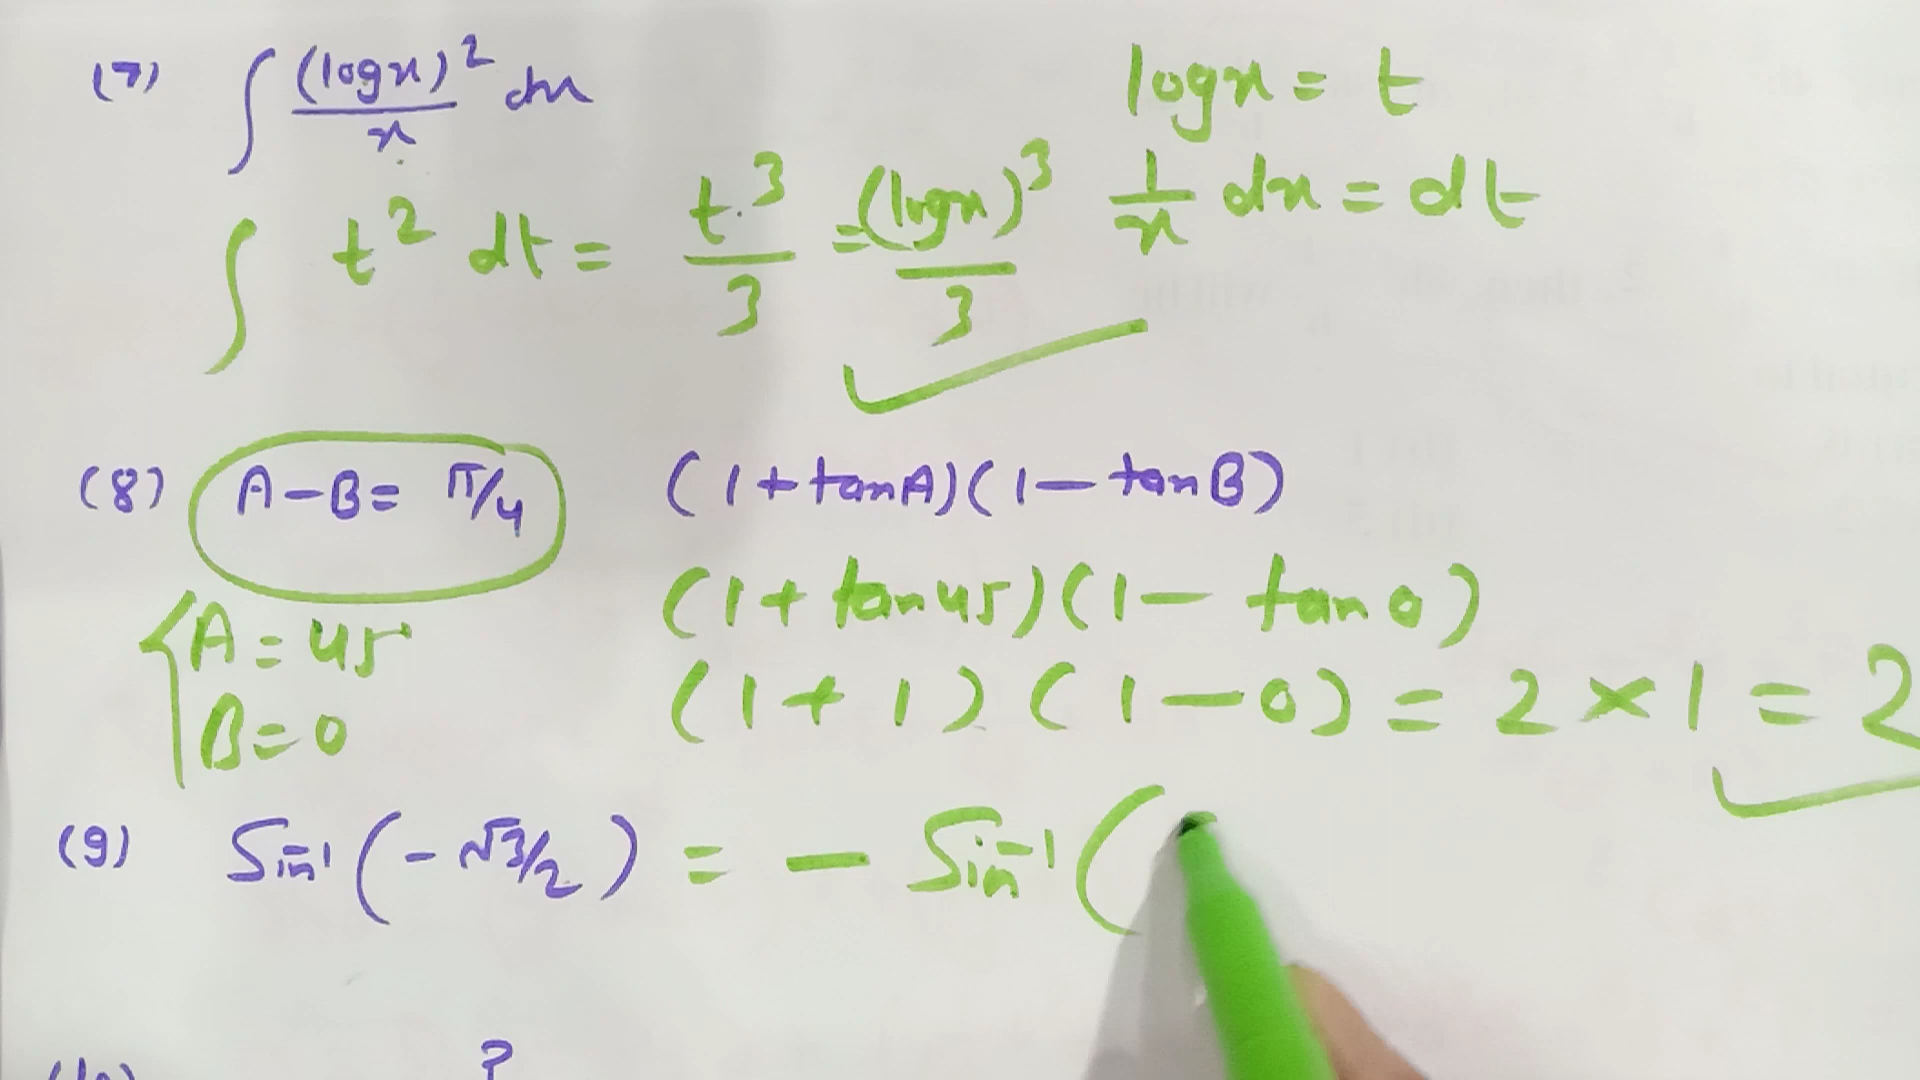 (7) ∫ (logx)² / x dx
logx = t
∫ t² dt = t³/3 = (logx)³/3
1/x dx = dt
(8) A-B = π/4 (1+tanA)(1-tanB)
A = 45 (1+tan45)(1- tan0)
B = 0 (1+1)(1-0) = 2×1 = 2
(9) Sin⁻¹(-√3/2) = - Sin⁻¹(